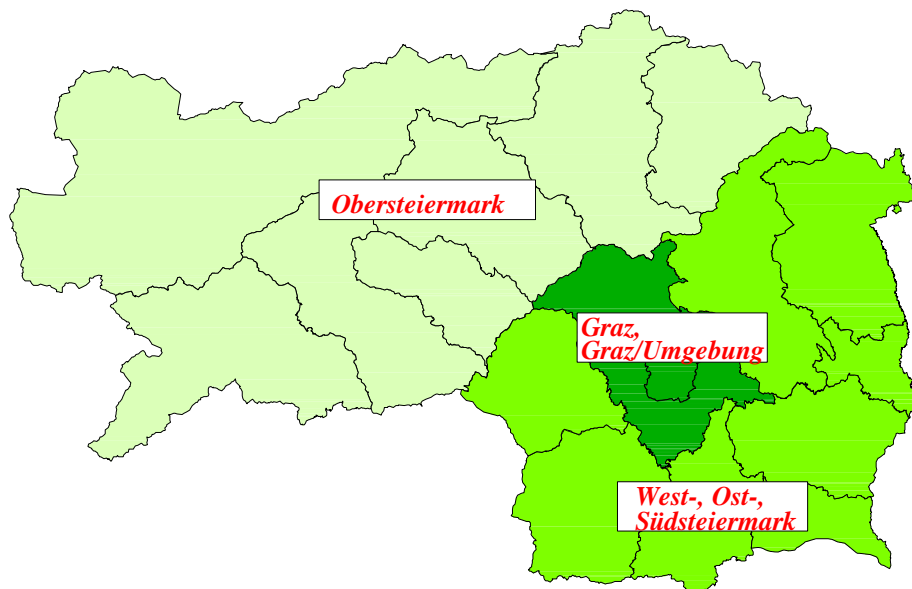 Obersteiermark
Graz,
Graz/Umgebung
West-, Ost-,
Südsteiermark